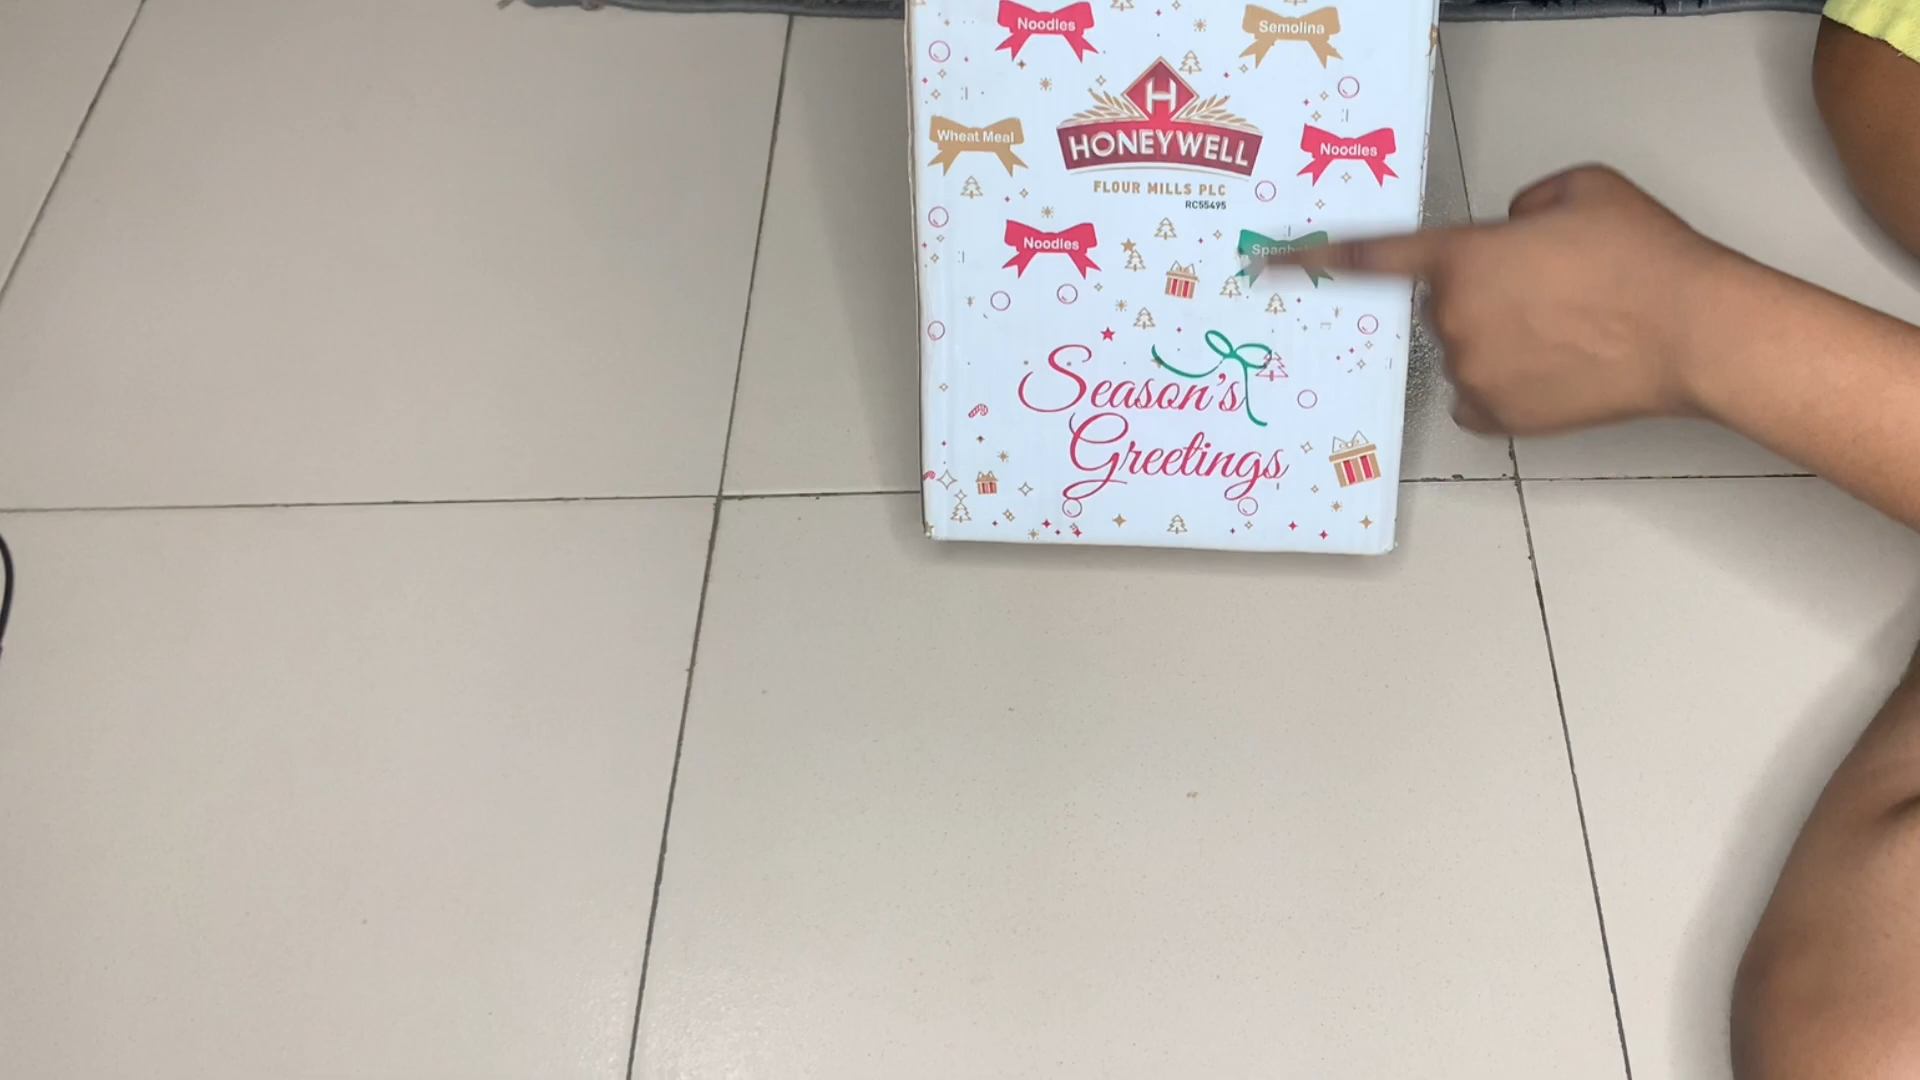 Noodles
Semolina
H
HONEYWELL
Wheat Meal
Noodles
FLOUR MILLS PLC
RC55495
Noodles
Season's
Greetings